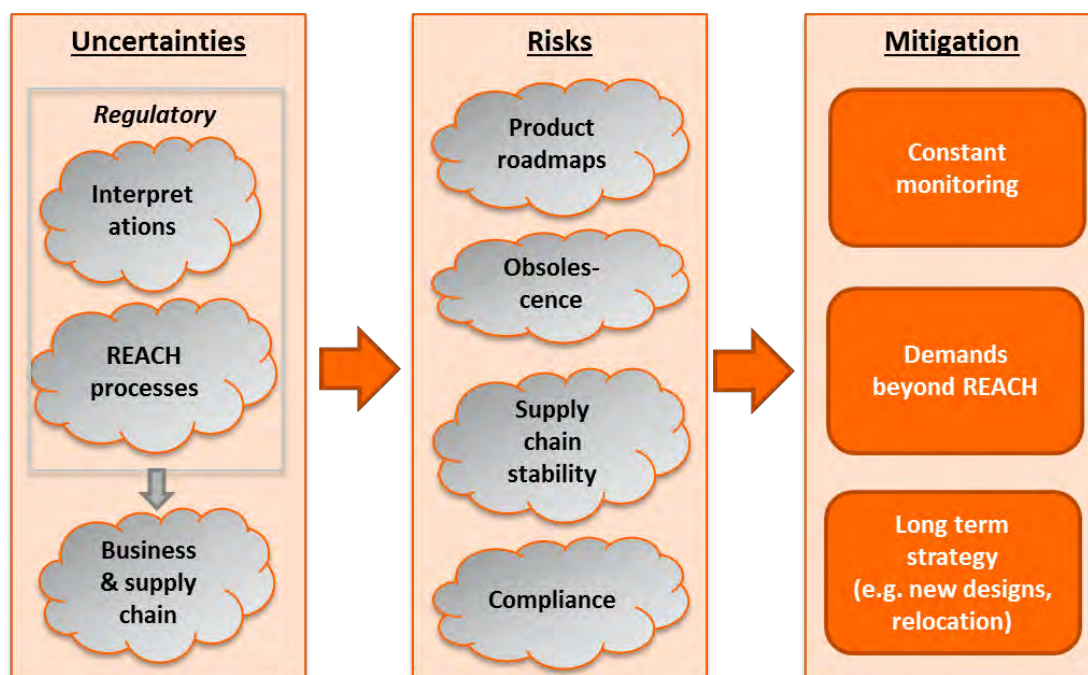 Uncertainties
Regulatory
Interpret
ations
REACH
processes
Business
& supply
chain
Risks
Product
roadmaps
Obsoles-
cence
Supply
chain
stability
Compliance
Mitigation
Constant
monitoring
Demands
beyond REACH
Long term
strategy
(e.g. new designs,
relocation)